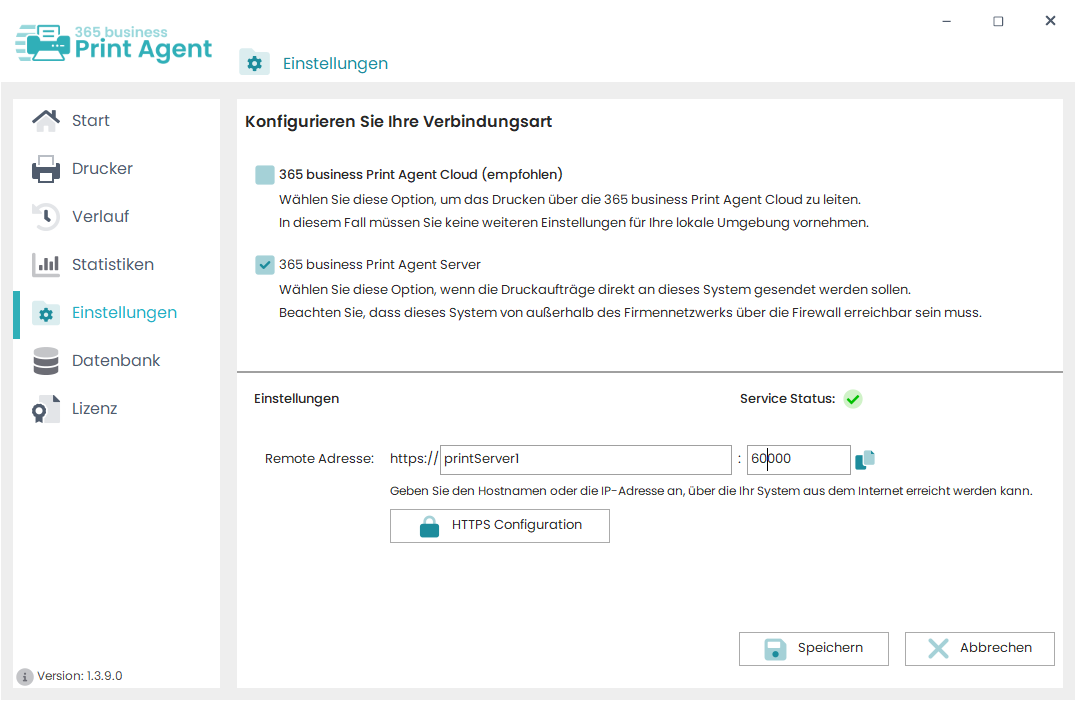 365 business
Print Agent
Einstellungen
Start
Drucker
Verlauf
Statistiken
Einstellungen
Datenbank
Lizenz
Version: 1.3.9.0
Konfigurieren Sie Ihre Verbindungsart
365 business Print Agent Cloud (empfohlen)
Wählen Sie diese Option, um das Drucken über die 365 business Print Agent Cloud zu leiten.
In diesem Fall müssen Sie keine weiteren Einstellungen für Ihre lokale Umgebung vornehmen.
365 business Print Agent Server
Wählen Sie diese Option, wenn die Druckaufträge direkt an dieses System gesendet werden sollen.
Beachten Sie, dass dieses System von außerhalb des Firmennetzwerks über die Firewall erreichbar sein muss.
Einstellungen Service Status:
Remote Adresse: https:// printServer1 : 60000
Geben Sie den Hostnamen oder die IP-Adresse an, über die Ihr System aus dem Internet erreicht werden kann.
HTTPS Configuration
Speichern Abbrechen